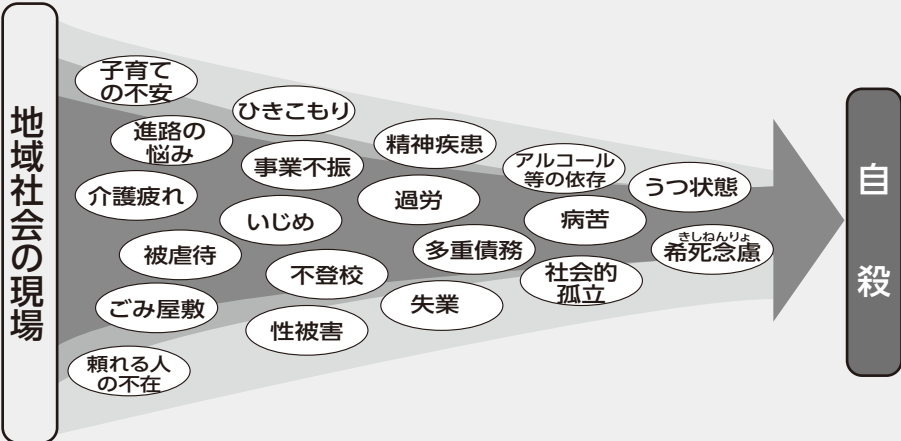 地域社会の現場
子育て
の不安
進路の
悩み
介護疲れ
被虐待
ごみ屋敷
頼れる人
の不在
ひきこもり
事業不振
いじめ
不登校
性被害
精神疾患
過労
多重債務
失業
アルコール
等の依存
病苦
社会的
孤立
うつ状態
きしねんりょ
希死念慮
自殺